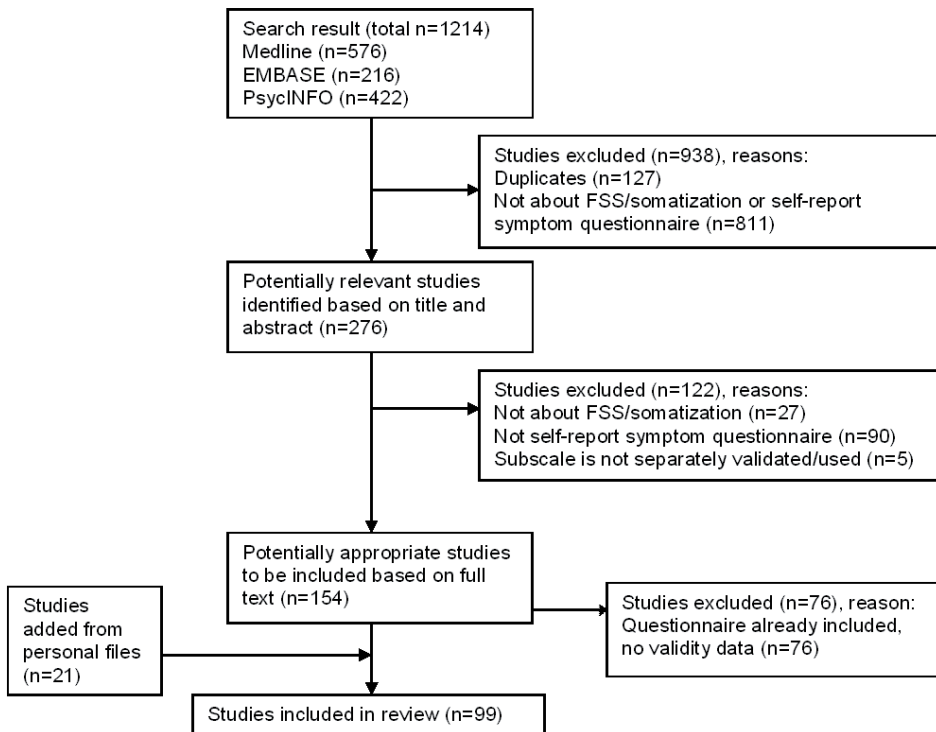 Search result (total n=1214)
Medline (n=576)
EMBASE (n=216)
PsycINFO (n=422)
Studies excluded (n=938), reasons:
Duplicates (n=127)
Not about FSS/somatization or self-report
symptom questionnaire (n=811)
Potentially relevant studies
identified based on title and
abstract (n=276)
Studies excluded (n=122), reasons:
Not about FSS/somatization (n=27)
Not self-report symptom questionnaire (n=90)
Subscale is not separately validated/used (n=5)
Potentially appropriate studies
to be included based on full
text (n=154)
Studies
added from
personal files
(n=21)
Studies excluded (n=76), reason:
Questionnaire already included,
no validity data (n=76)
Studies included in review (n=99)